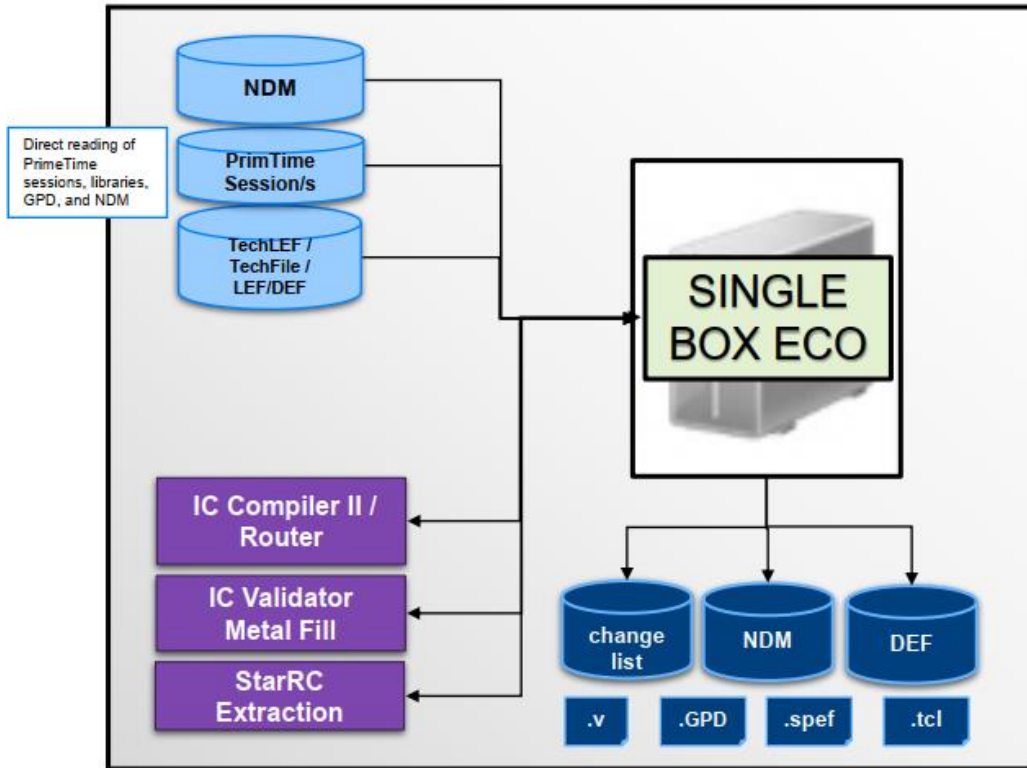 NDM
Direct reading of
PrimeTime
sessions, libraries,
GPD, and NDM
PrimTime
Session/s
TechLEF /
TechFile /
LEF/DEF
SINGLE
BOX ECO
IC Compiler II /
Router
IC Validator
Metal Fill
StarRC
Extraction
change
list
NDM
DEF
.v
.GPD
.spef
.tcl